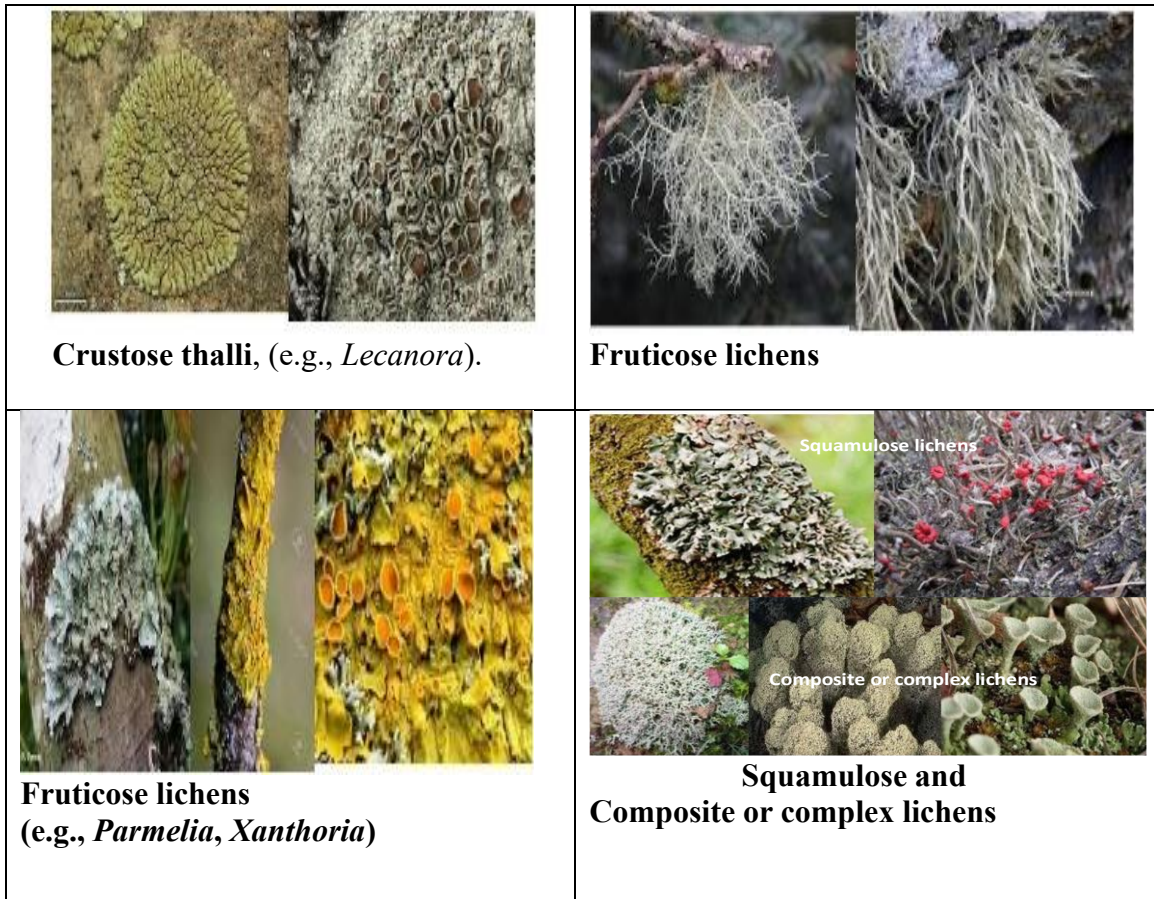 Crustose thalli, (e.g., Lecanora).
Fruticose lichens
Fruticose lichens
(e.g., Parmelia, Xanthoria)
Squamulose lichens
Composite or complex lichens
Squamulose and
Composite or complex lichens